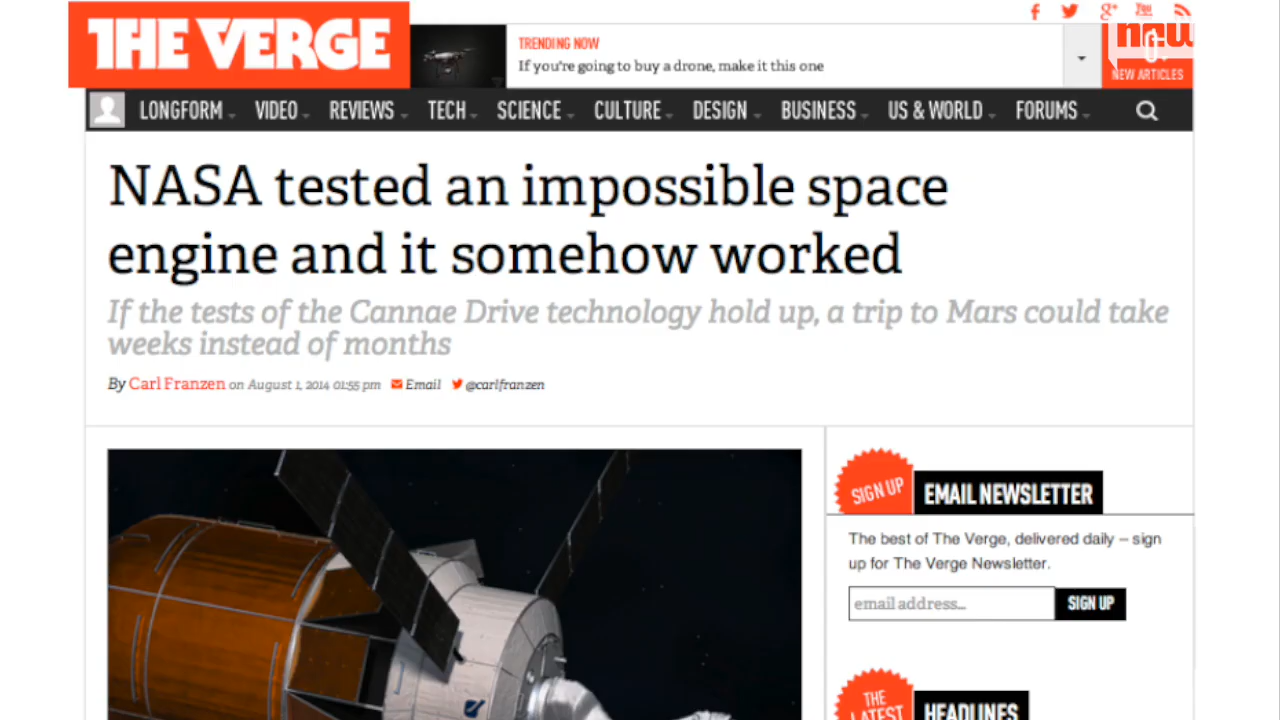 THE VERGE
TRENDING NOW
If you're going to buy a drone, make it this one
now
NEW ARTICLES
LONGFORM VIDEO REVIEWS TECH SCIENCE CULTURE DESIGN BUSINESS US & WORLD FORUMS
NASA tested an impossible space
engine and it somehow worked
If the tests of the Cannae Drive technology hold up, a trip to Mars could take
weeks instead of months
By Carl Franzen on August 1, 2014 01:55 pm Email @carlfranzen
SIGN UP
EMAIL NEWSLETTER
The best of The Verge, delivered daily – sign
up for The Verge Newsletter.
email address...
SIGN UP
THE
LATEST
HEADLINES